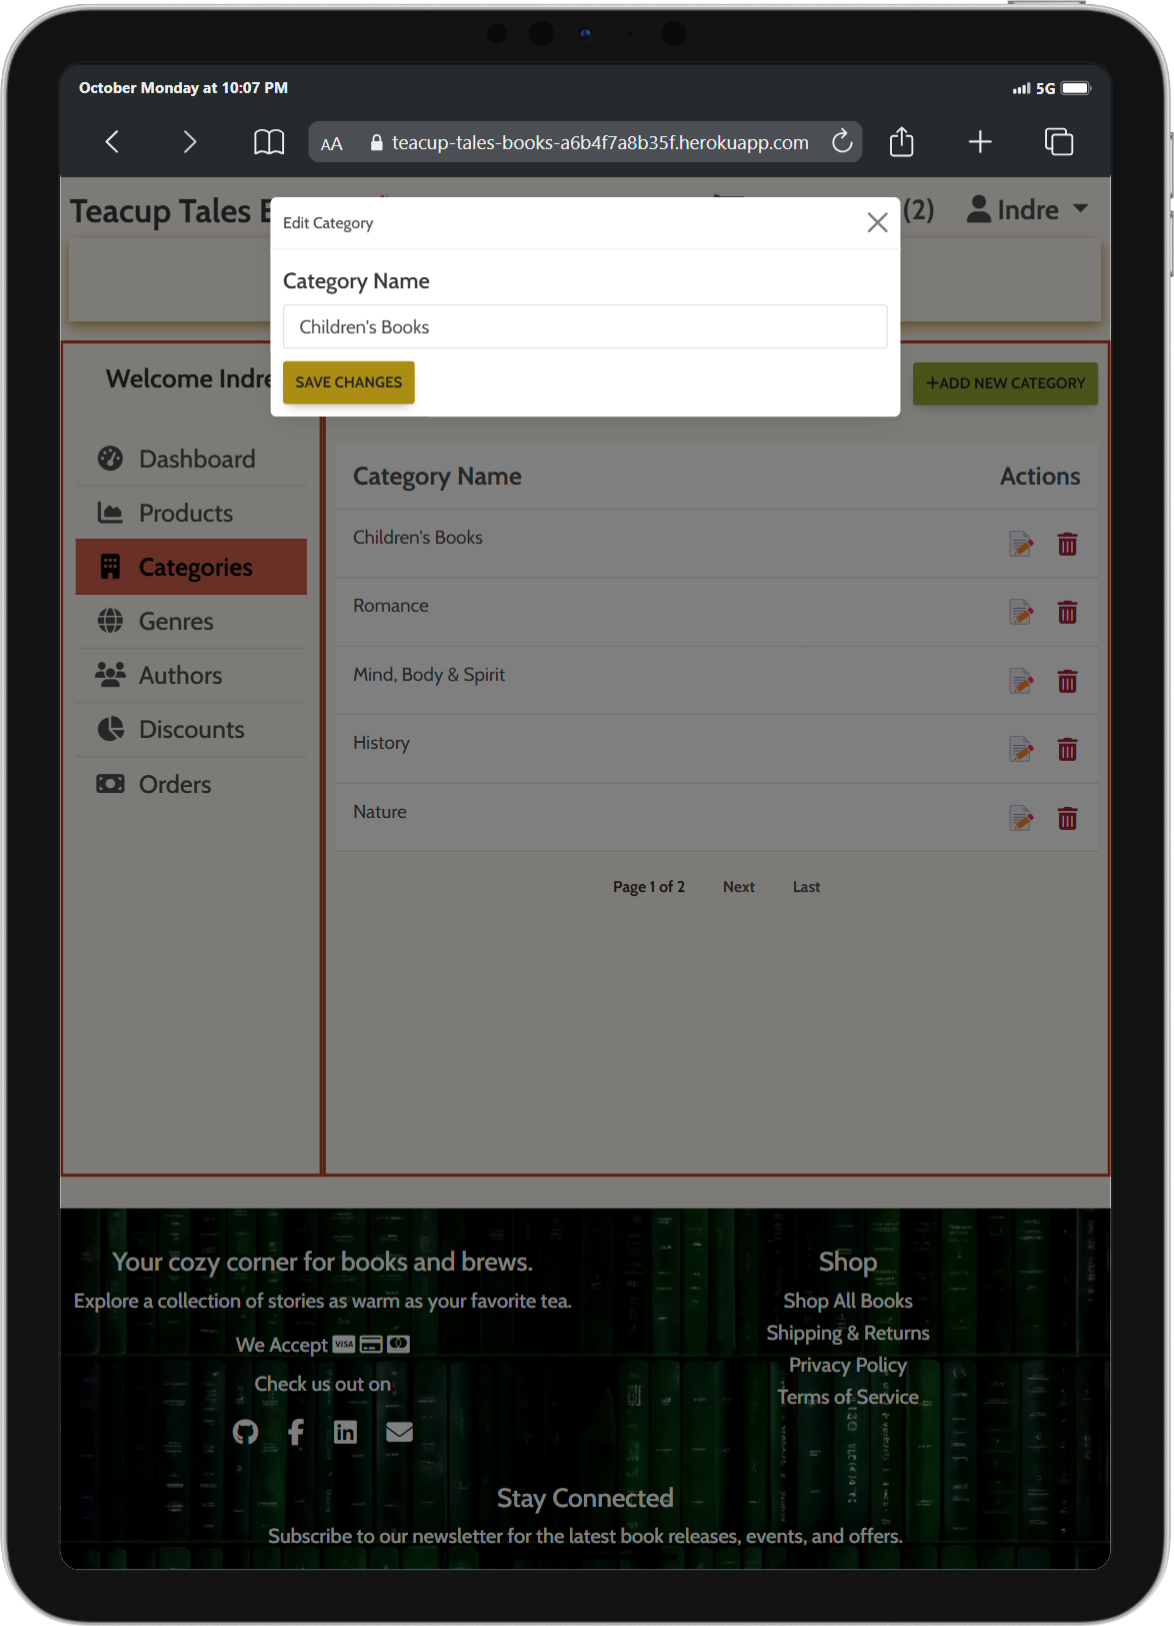 October Monday at 10:07 PM
5G
AA
teacup-tales-books-a6b4f7a8b35f.herokuapp.com
Teacup Tales
(2)
Indre
Edit Category
Category Name
Children's Books
SAVE CHANGES
Welcome Indre
+ADD NEW CATEGORY
Dashboard
Products
Categories
Genres
Authors
Discounts
Orders
Category Name
Actions
Children's Books
Romance
Mind, Body & Spirit
History
Nature
Page 1 of 2
Next
Last
Your cozy corner for books and brews.
Explore a collection of stories as warm as your favorite tea.
We Accept
VISA
Check us out on
Shop
Shop All Books
Shipping & Returns
Privacy Policy
Terms of Service
Stay Connected
Subscribe to our newsletter for the latest book releases, events, and offers.